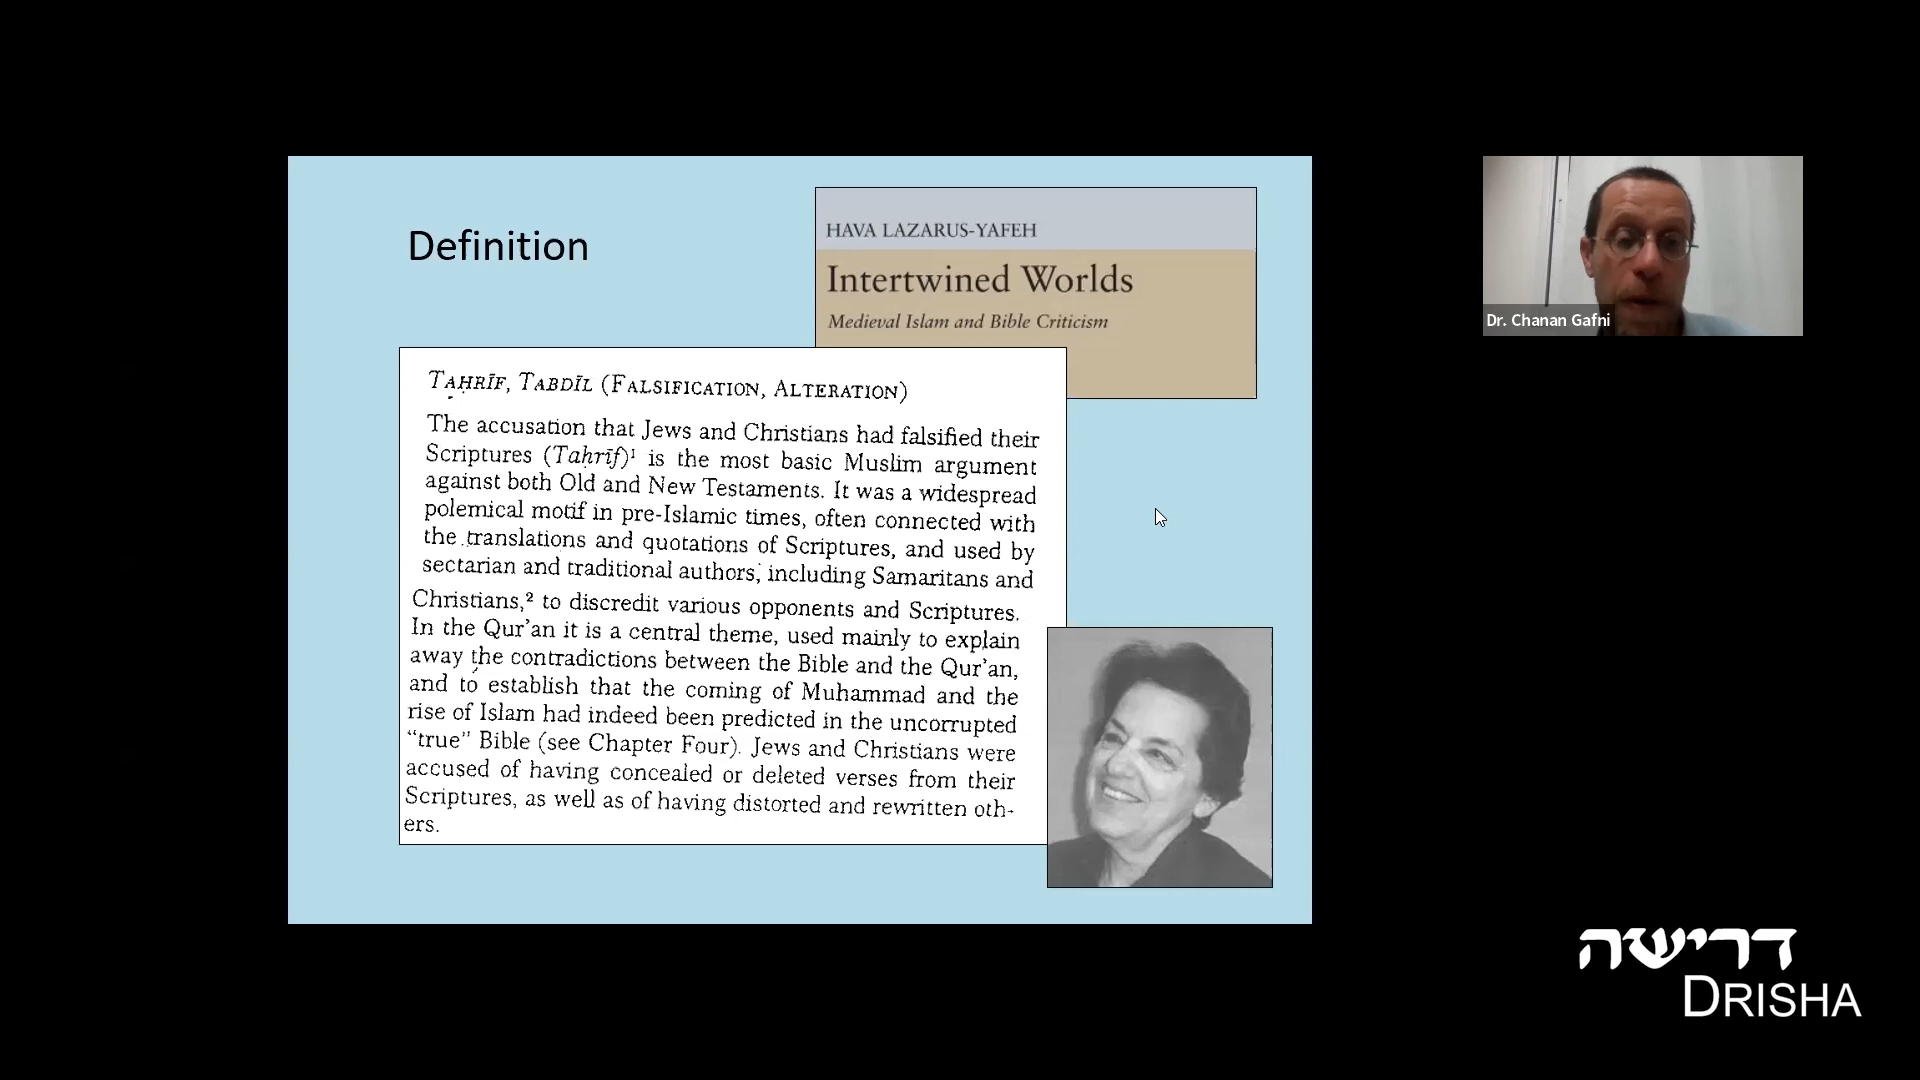 Definition
HAVA LAZARUS-YAFEH
Intertwined Worlds
Medieval Islam and Bible Criticism
TAḤRĪF, TABDĪL (FALSIFICATION, ALTERATION)
The accusation that Jews and Christians had falsified their
Scriptures (Taḥrīf)¹ is the most basic Muslim argument
against both Old and New Testaments. It was a widespread
polemical motif in pre-Islamic times, often connected with
the translations and quotations of Scriptures, and used by
sectarian and traditional authors, including Samaritans and
Christians,² to discredit various opponents and Scriptures.
In the Qur’an it is a central theme, used mainly to explain
away the contradictions between the Bible and the Qur’an,
and to establish that the coming of Muhammad and the
rise of Islam had indeed been predicted in the uncorrupted
“true” Bible (see Chapter Four). Jews and Christians were
accused of having concealed or deleted verses from their
Scriptures, as well as of having distorted and rewritten oth-
ers.
Dr. Chanan Gafni
דרישה
DRISHA